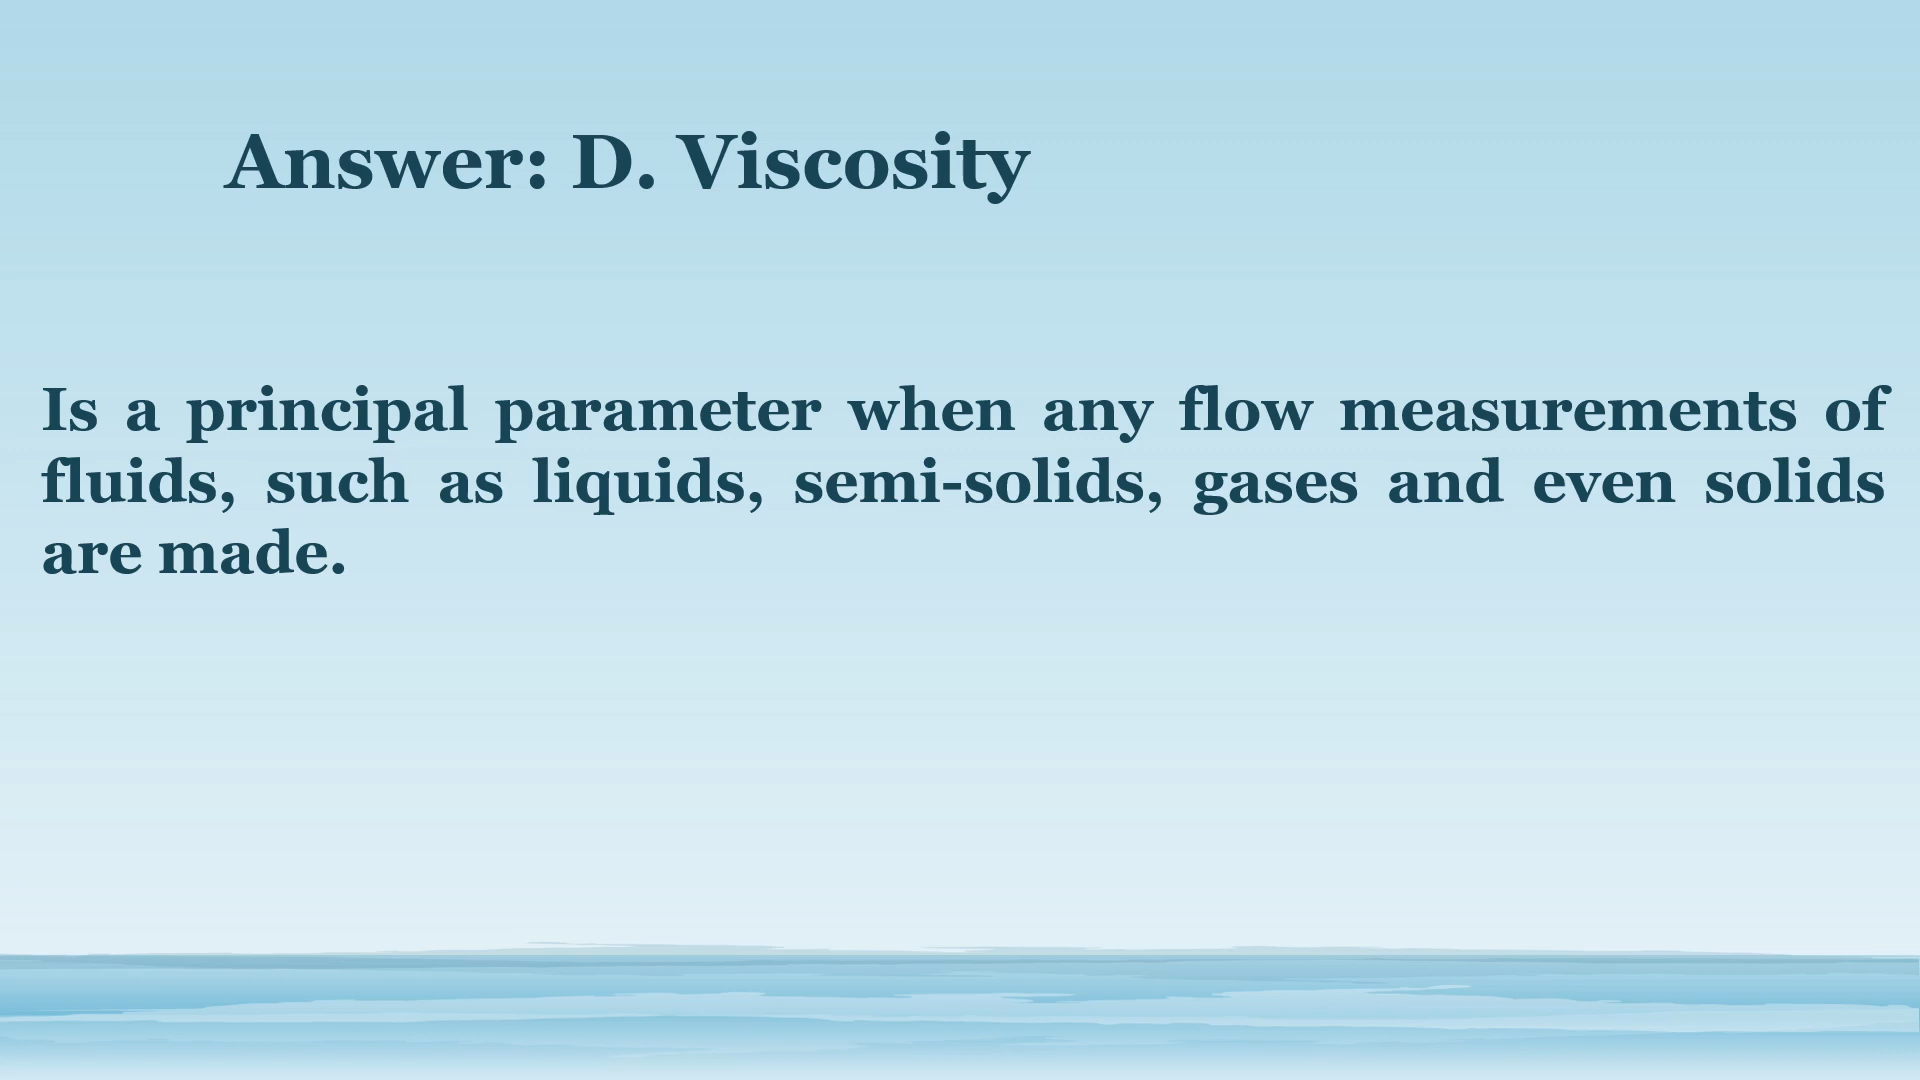 Answer: D. Viscosity
Is a principal parameter when any flow measurements of
fluids, such as liquids, semi-solids, gases and even solids
are made.